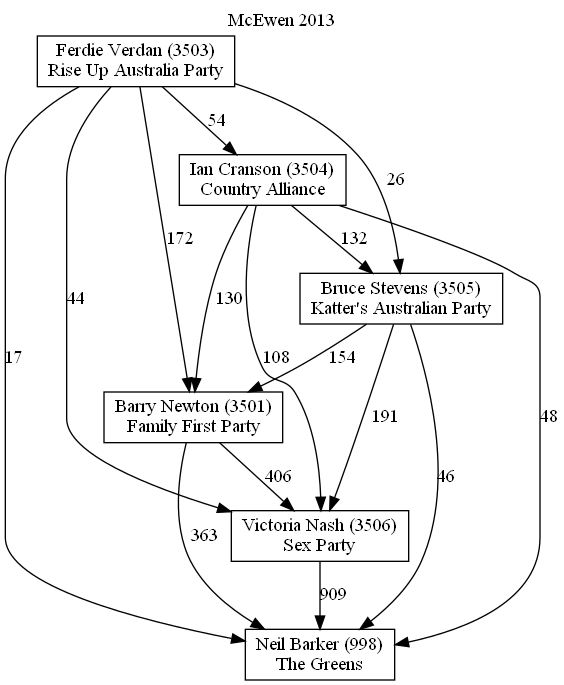 McEwen 2013
Ferdie Verdan (3503)
Rise Up Australia Party
54
Ian Cranson (3504)
Country Alliance
26
172
130
132
Bruce Stevens (3505)
Katter's Australian Party
44
17
108
154
Barry Newton (3501)
Family First Party
191
48
406
46
363
Victoria Nash (3506)
Sex Party
909
Neil Barker (998)
The Greens